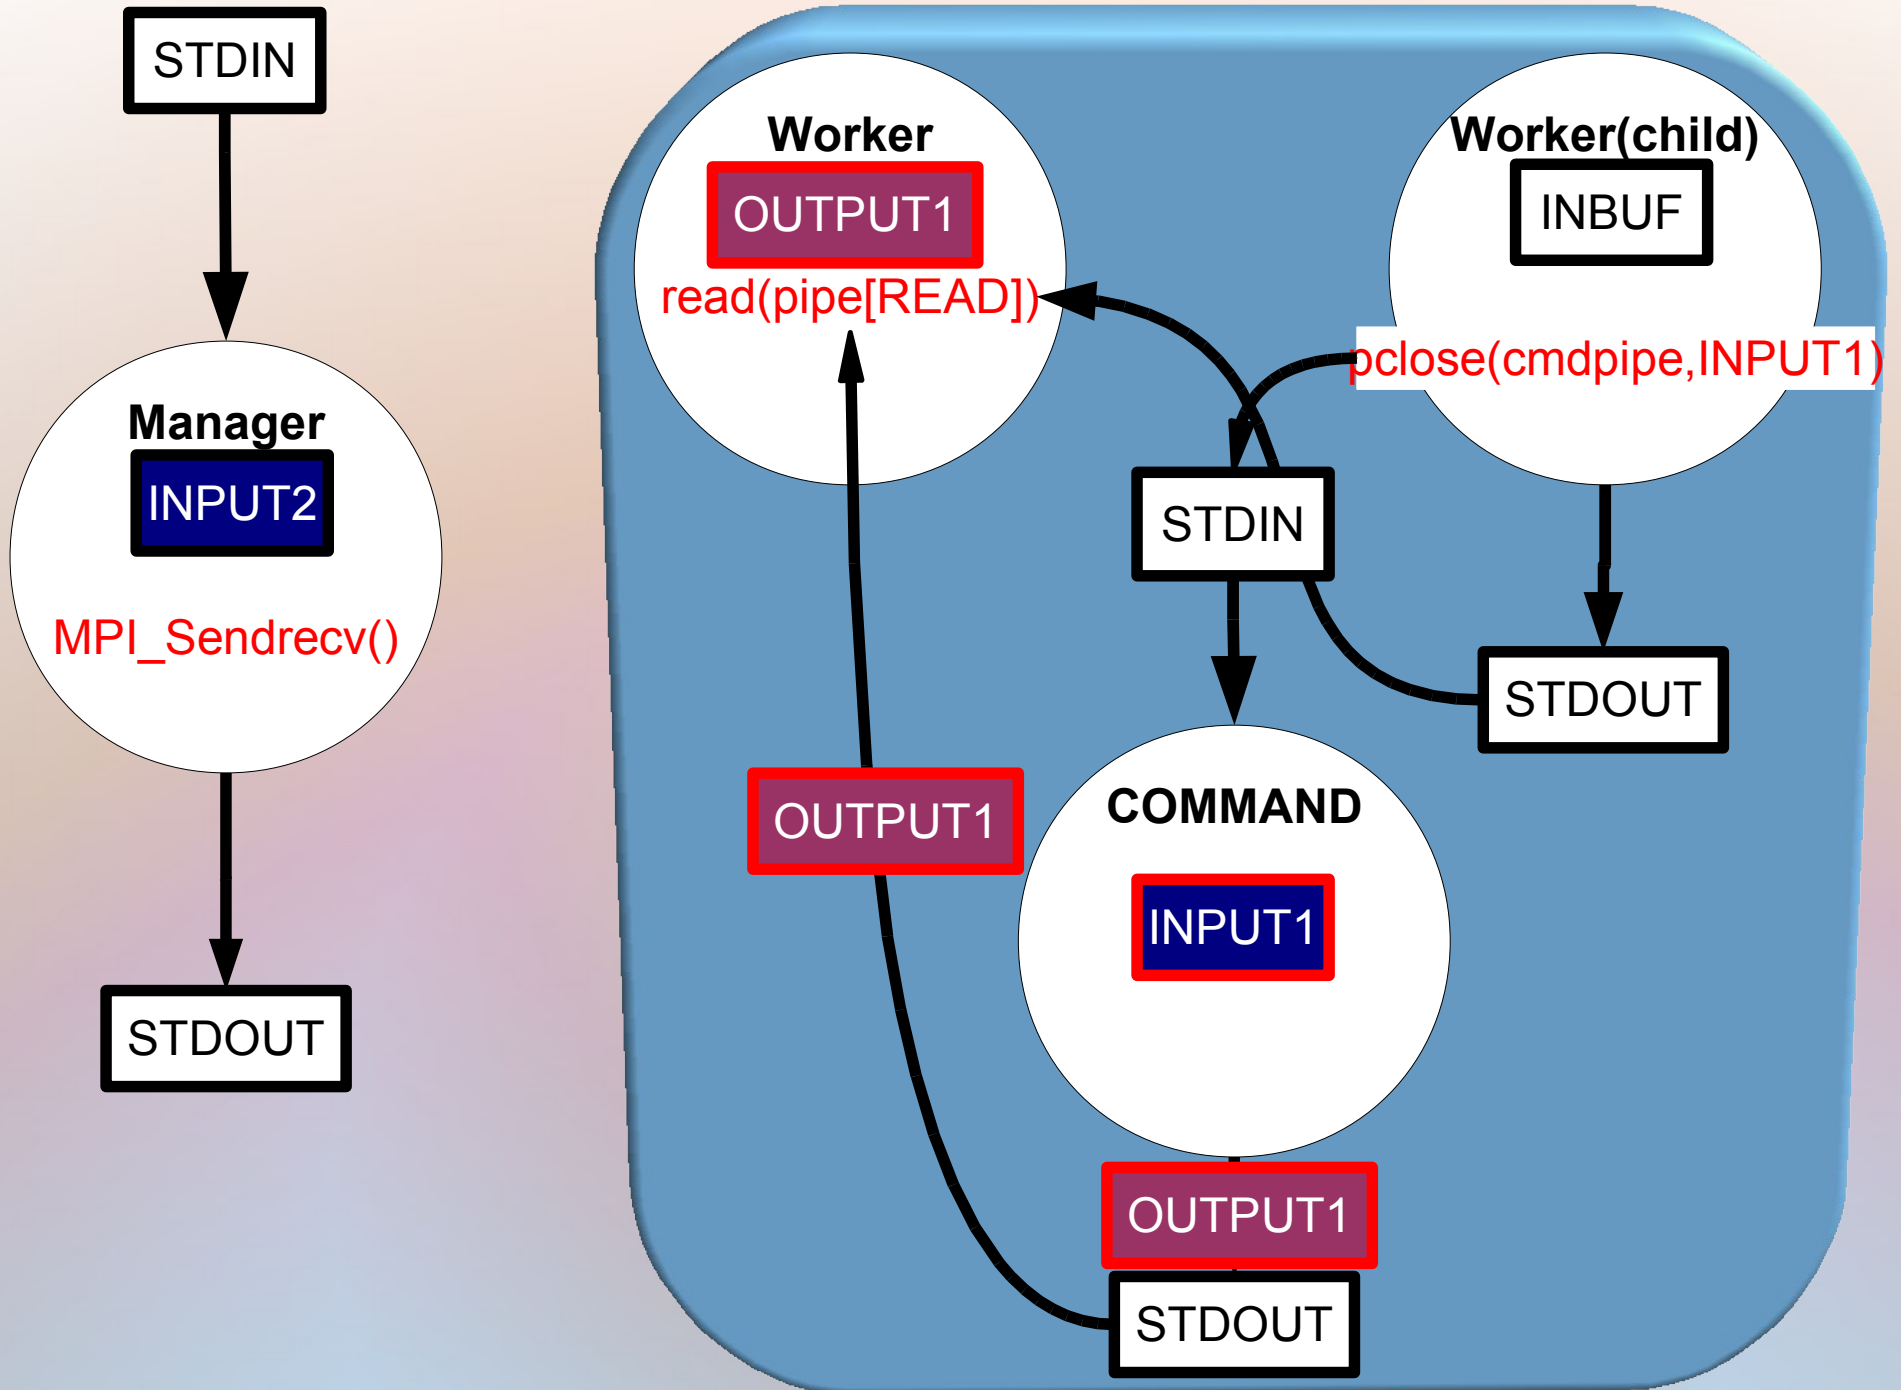 STDIN
Manager
INPUT2
MPI_Sendrecv()
STDOUT
Worker
OUTPUT1
read(pipe[READ])
Worker(child)
INBUF
pclose(cmdpipe,INPUT1)
STDIN
STDOUT
OUTPUT1
COMMAND
INPUT1
OUTPUT1
STDOUT